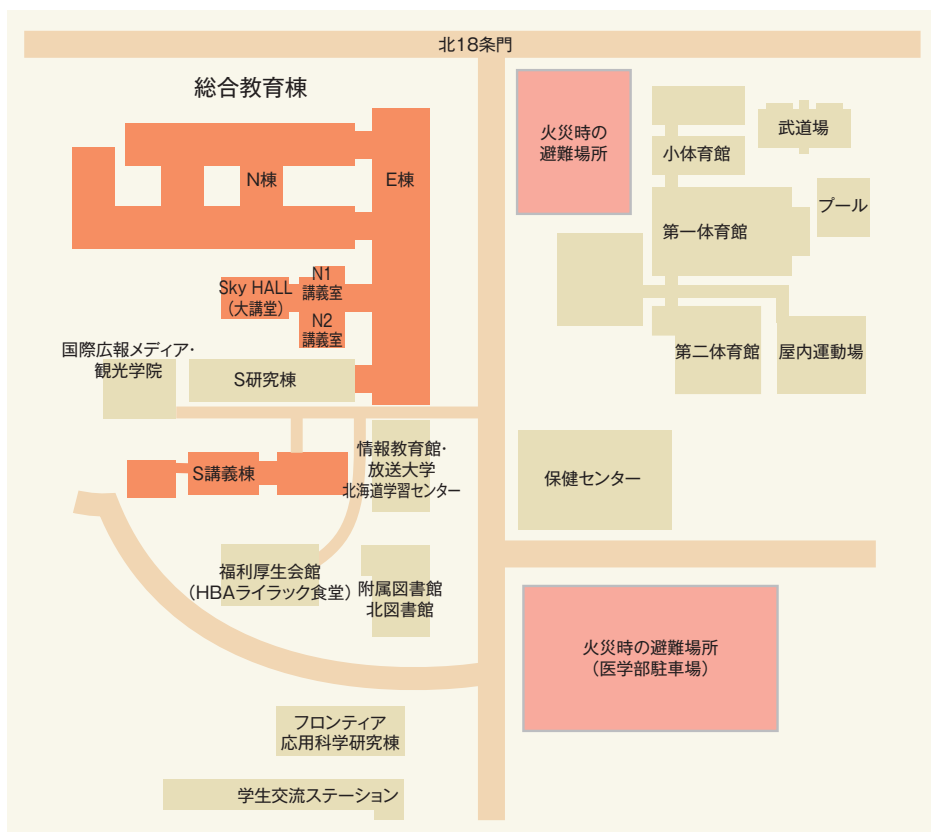 北18条門
総合教育棟
火災時の
避難場所
武道場
小体育館
N棟
E棟
プール
第一体育館
N1
講義室
Sky HALL
（大講堂）
N2
講義室
国際広報メディア・
観光学院
S研究棟
第二体育館
屋内運動場
情報教育館・
放送大学
北海道学習センター
S講義棟
保健センター
福利厚生会館
（HBAライラック食堂）
附属図書館
北図書館
火災時の避難場所
（医学部駐車場）
フロンティア
応用科学研究棟
学生交流ステーション